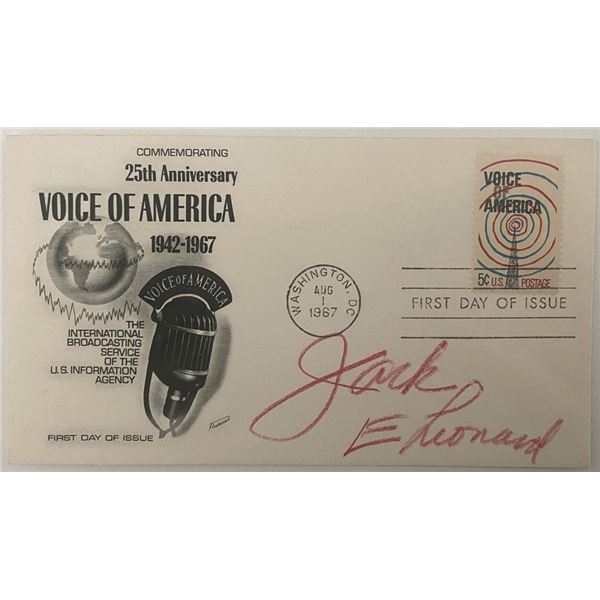 COMMEMORATING
25th Anniversary
VOICE OF AMERICA
1942-1967
VOICE OF AMERICA
THE
INTERNATIONAL
BROADCASTING
SERVICE
OF THE
U.S. INFORMATION
AGENCY
FIRST DAY OF ISSUE
WASHINGTON, DC
AUG
1
1967
VOICE
OF
AMERICA
5c U.S. POSTAGE
FIRST DAY OF ISSUE
Jack
E Leonard